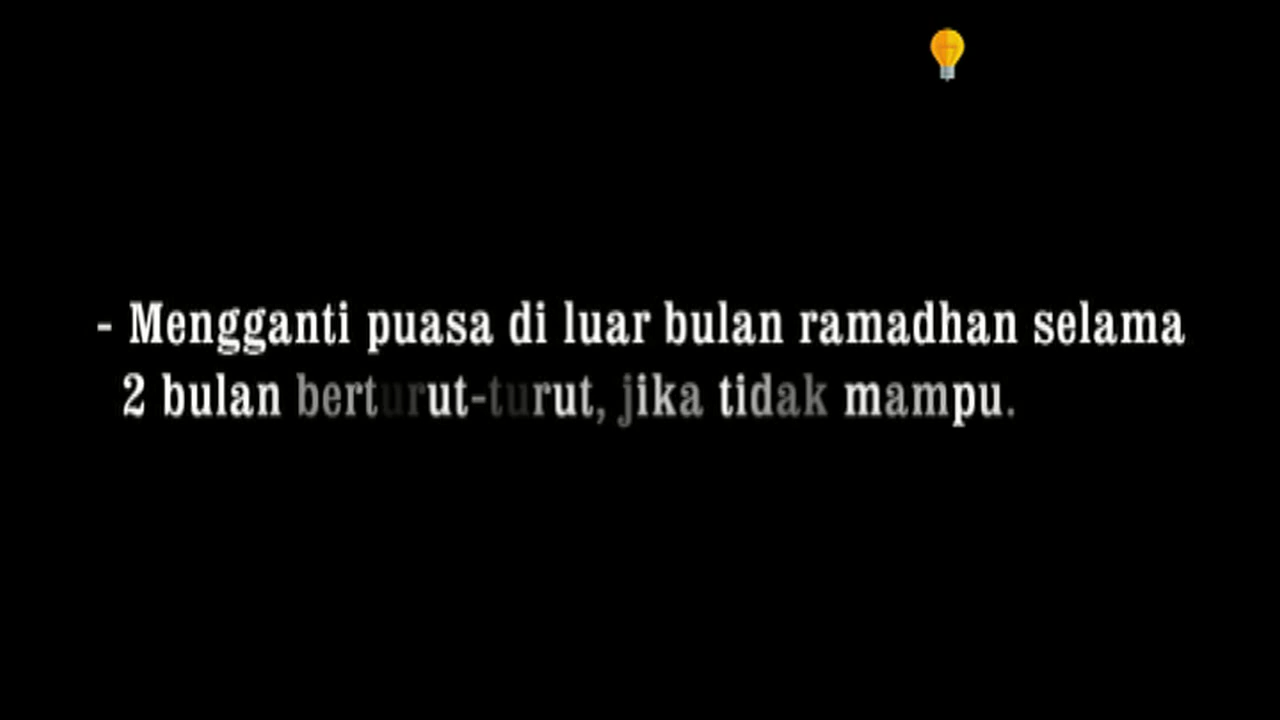 - Mengganti puasa di luar bulan ramadhan selama
2 bulan berturut-turut, jika tidak mampu.